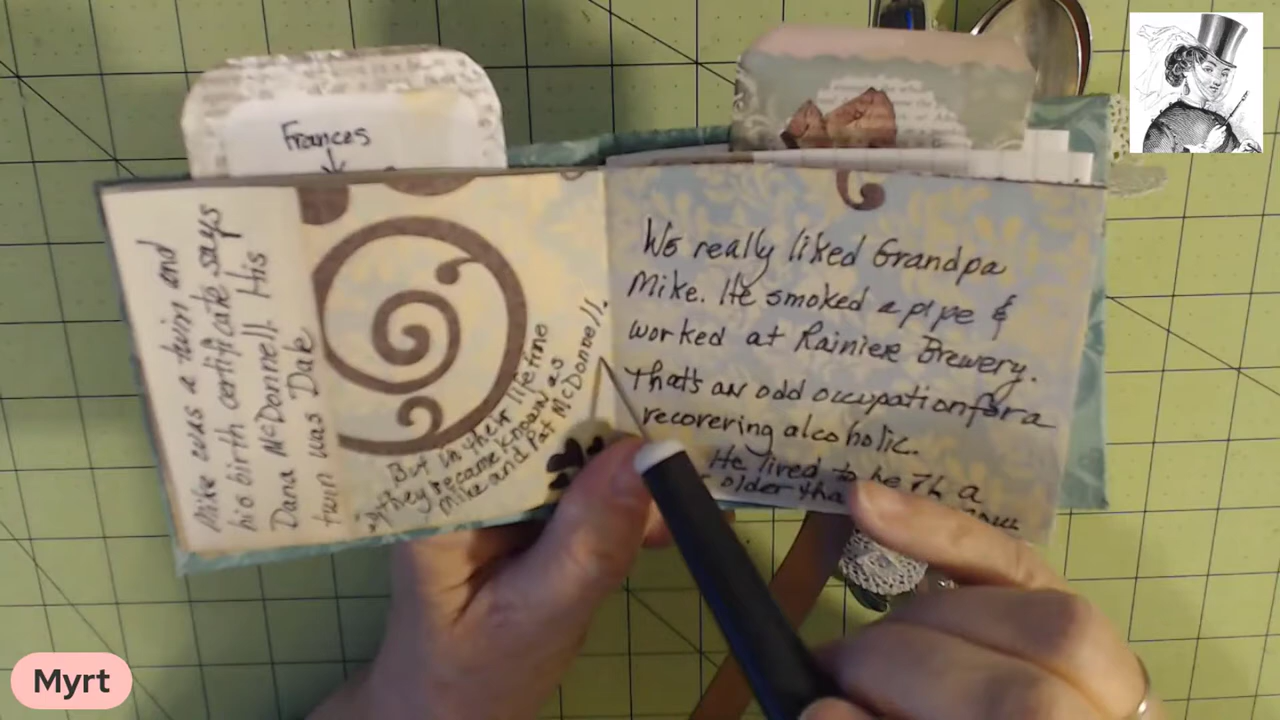 Frances
Mike was a twin and
his birth certificate says
Dana McDonnell. His
twin was Dale
But in their lifetime
they became known as
Mike and Pat McDonnell.
We really liked Grandpa
Mike. He smoked a pipe &
worked at Rainier Brewery.
that's an odd occupation for a
recovering alcoholic.
He lived to be 76 a
older tha
Myrt